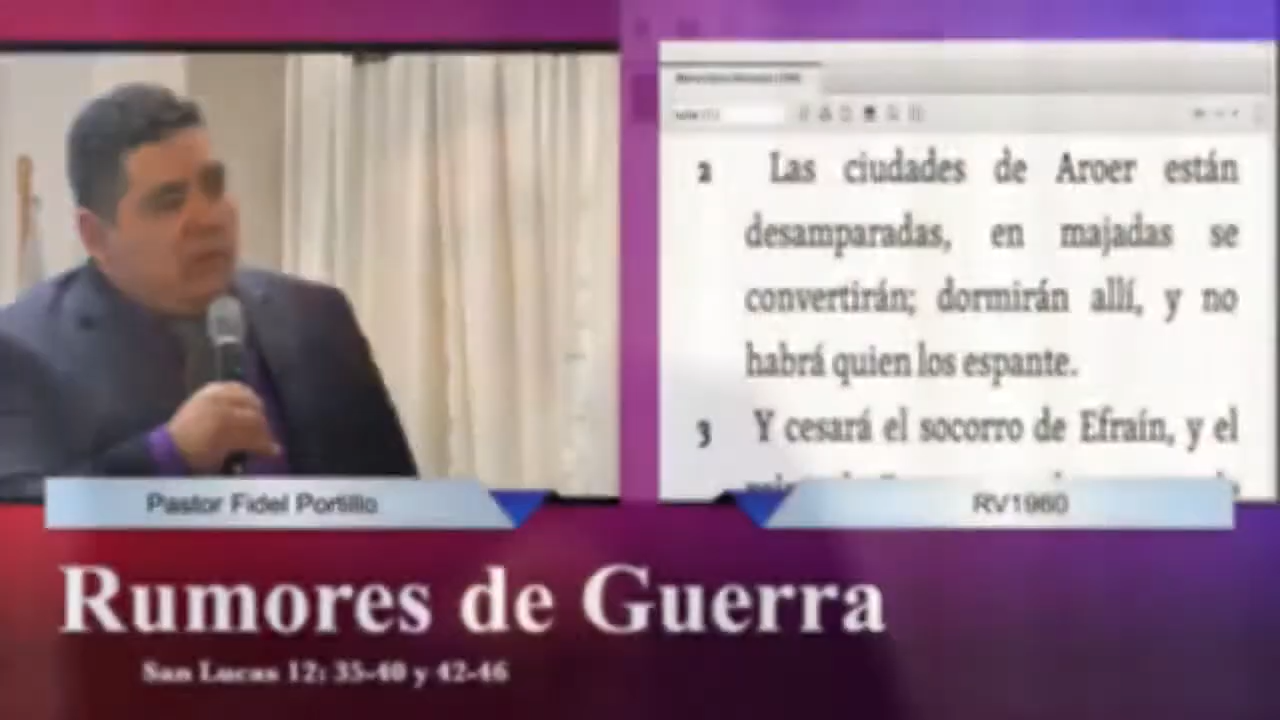 2 Las ciudades de Aroer están
desamparadas, en majadas se
convertirán; dormirán allí, y no
habrá quien los espante.
3 Y cesará el socorro de Efraín, y el
Pastor Fidel Portillo
RV1960
Rumores de Guerra
San Lucas 12: 35-40 y 42-46